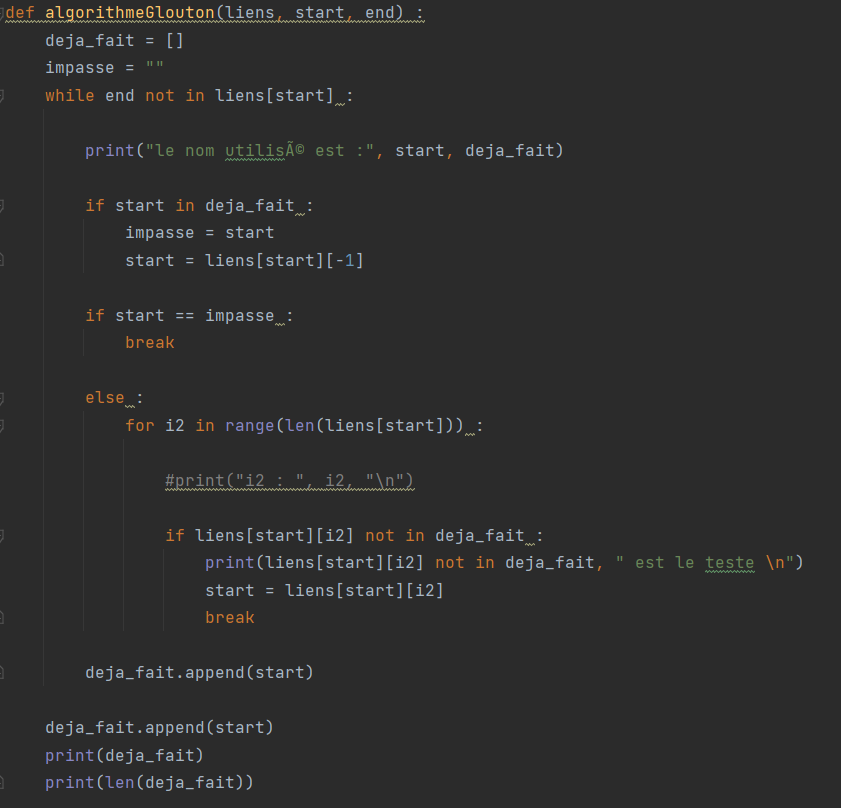 def algorithmeGlouton(liens, start, end) :
    deja_fait = []
    impasse = ""
    while end not in liens[start] :
        print("le nom utilisÃ© est :", start, deja_fait)
        if start in deja_fait :
            impasse = start
            start = liens[start][-1]
        if start == impasse :
            break
        else :
            for i2 in range(len(liens[start])) :
                #print("i2 : ", i2, "\n")
                if liens[start][i2] not in deja_fait :
                    print(liens[start][i2] not in deja_fait, " est le teste \n")
                    start = liens[start][i2]
                    break
        deja_fait.append(start)
    deja_fait.append(start)
    print(deja_fait)
    print(len(deja_fait))